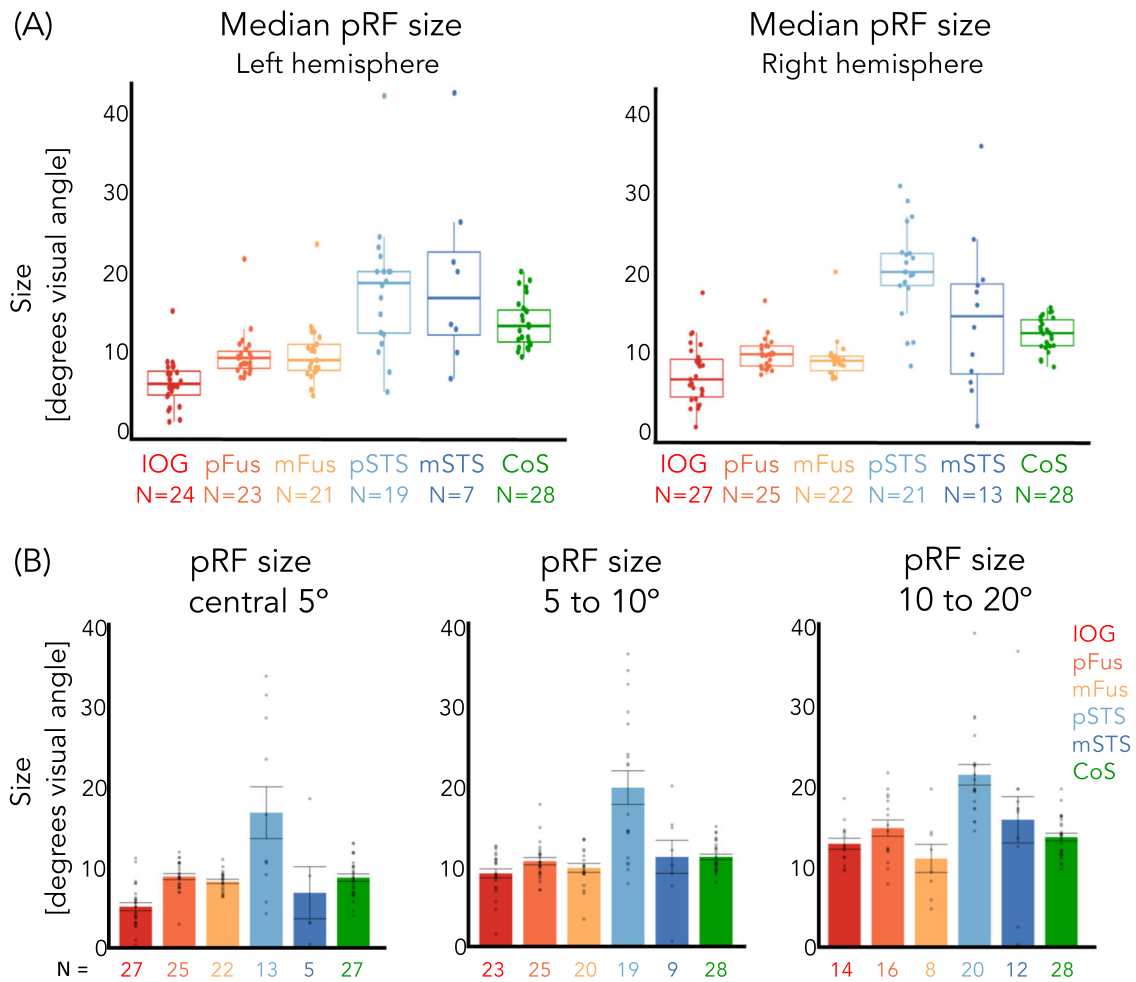 (A)
Median pRF size
Left hemisphere
Median pRF size
Right hemisphere
Size
[degrees visual angle]
40
30
20
10
0
IOG pFus mFus pSTS mSTS CoS
N=24 N=23 N=21 N=19 N=7 N=28
40
30
20
10
0
IOG pFus mFus pSTS mSTS CoS
N=27 N=25 N=22 N=21 N=13 N=28
(B)
pRF size
central 5°
pRF size
5 to 10°
pRF size
10 to 20°
Size
[degrees visual angle]
40
30
20
10
0
N = 27 25 22 13 5 27
40
30
20
10
0
23 25 20 19 9 28
40
30
20
10
0
14 16 8 20 12 28
IOG
pFus
mFus
pSTS
mSTS
CoS